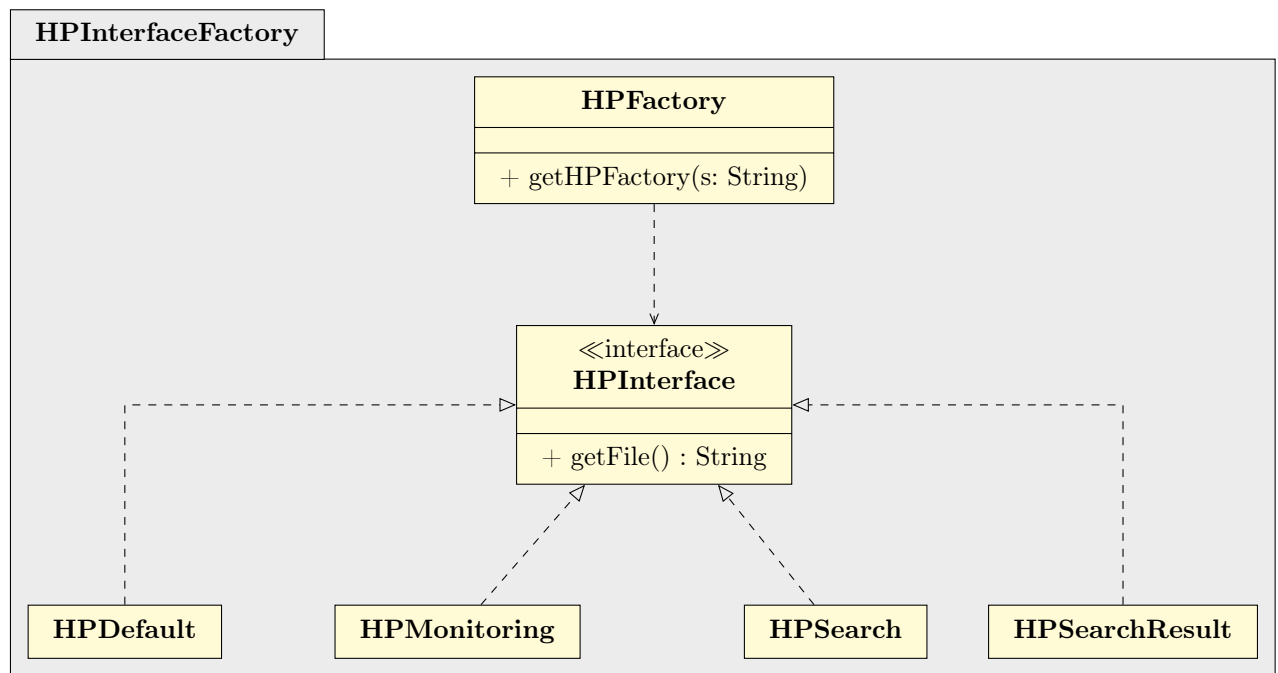 HPInterfaceFactory
HPFactory
+ getHPFactory(s: String)
≪interface≫
HPInterface
+ getFile() : String
HPDefault
HPMonitoring
HPSearch
HPSearchResult